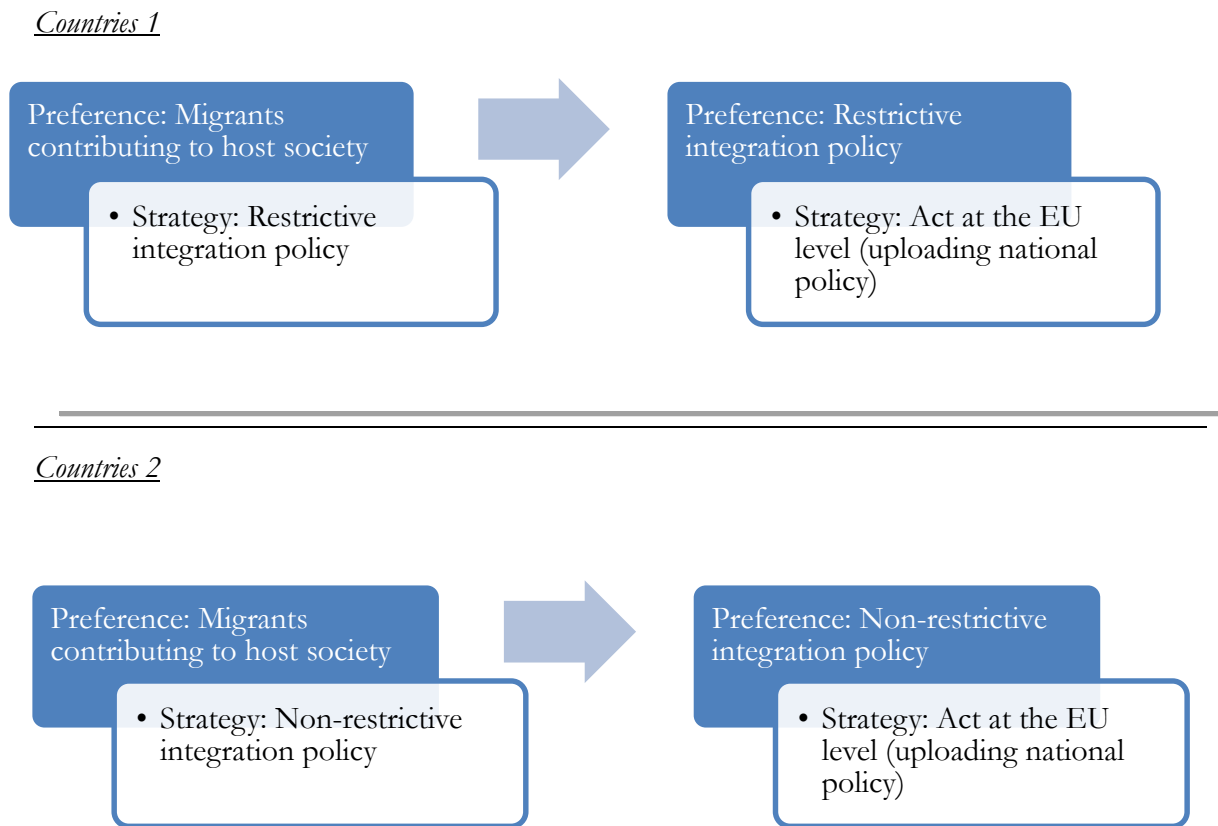 Countries 1
Preference: Migrants
contributing to host society
• Strategy: Restrictive
integration policy
Preference: Restrictive
integration policy
• Strategy: Act at the EU
level (uploading national
policy)
Countries 2
Preference: Migrants
contributing to host society
• Strategy: Non-restrictive
integration policy
Preference: Non-restrictive
integration policy
• Strategy: Act at the EU
level (uploading national
policy)